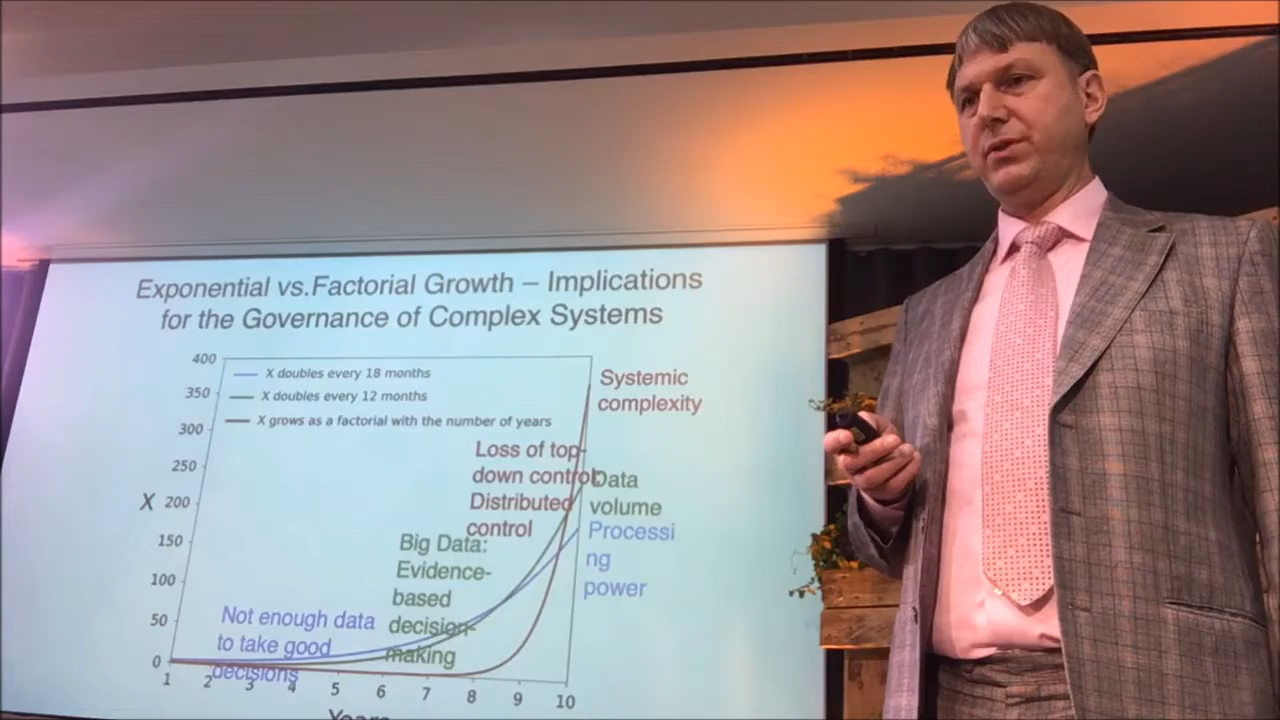 Exponential vs.Factorial Growth – Implications
for the Governance of Complex Systems
400
350
300
250
200
150
100
50
0
X
X doubles every 18 months
X doubles every 12 months
X grows as a factorial with the number of years
Systemic
complexity
Loss of top-
down control:
Distributed
control
Data
volume
Processi
ng
power
Big Data:
Evidence-
based
decision-
making
Not enough data
to take good
decisions
1 2 3 4 5 6 7 8 9 10
Years